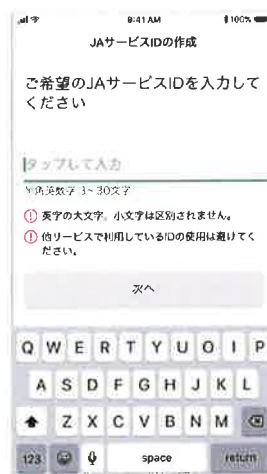 9:41 AM
100%
JAサービスIDの作成
ご希望のJAサービスIDを入力して
ください
タップして入力
半角英数字 3~30文字
英字の大文字、小文字は区別されません。
他サービスで利用しているIDの使用は避けてく
ださい。
次へ
Q W E R T Y U O I P
A S D F G H J K L
Z X C V B N M
123 space return